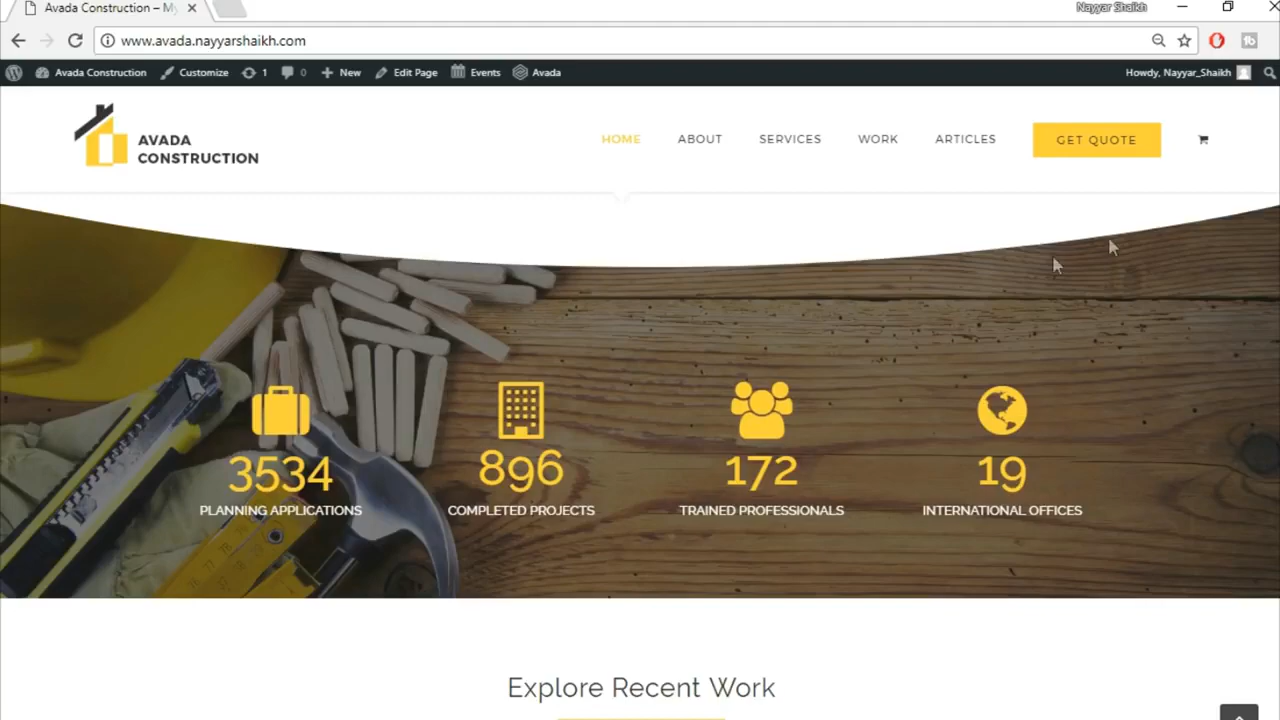 Avada Construction – My
Nayyar Shaikh
www.avada.nayyarshaikh.com
Avada Construction
Customize
1
0
New
Edit Page
Events
Avada
Howdy, Nayyar_Shaikh
AVADA
CONSTRUCTION
HOME
ABOUT
SERVICES
WORK
ARTICLES
GET QUOTE
3534
PLANNING APPLICATIONS
896
COMPLETED PROJECTS
172
TRAINED PROFESSIONALS
19
INTERNATIONAL OFFICES
Explore Recent Work